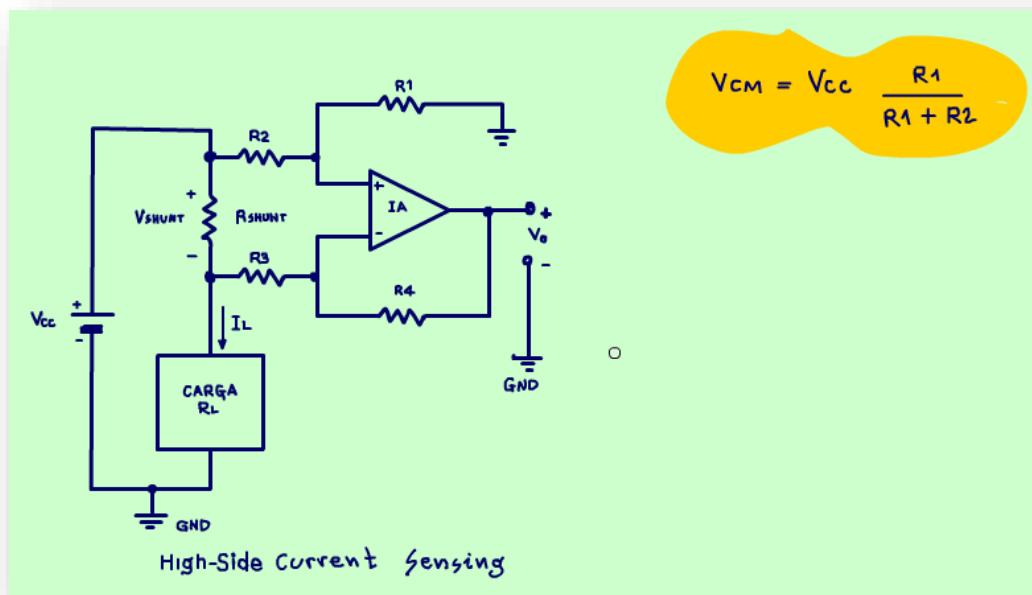 VCM = VCC R1
R1 + R2
R1
R2
+
IA
-
+
VSHUNT
-
RSHUNT
R3
R4
+
Vo
-
GND
+
VCC
-
IL
CARGA
RL
GND
High-Side Current Sensing